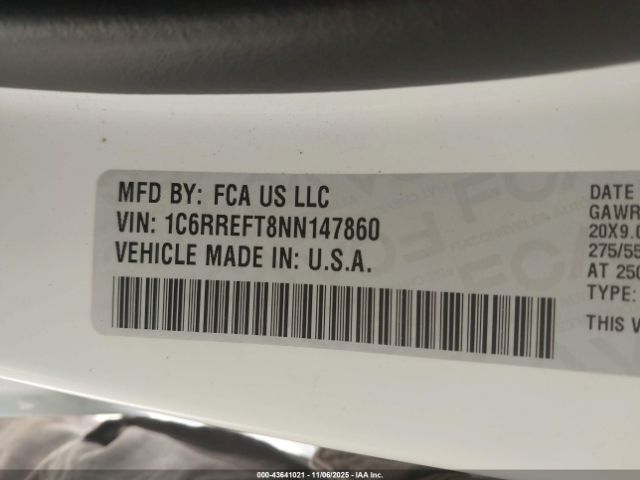 MFD BY: FCA US LLC
VIN: 1C6RREFT8NN147860
VEHICLE MADE IN: U.S.A.
DATE
GAWR
20X9.0
275/55
AT 250
TYPE:
THIS V
000-43641021 - 11/06/2025 - IAA Inc.